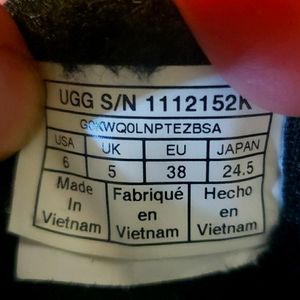 UGG S/N 1112152K
GOKWQOLNPTEZBSA
USA UK EU JAPAN
6 5 38 24.5
Made Fabriqué Hecho
In en en
Vietnam Vietnam Vietnam